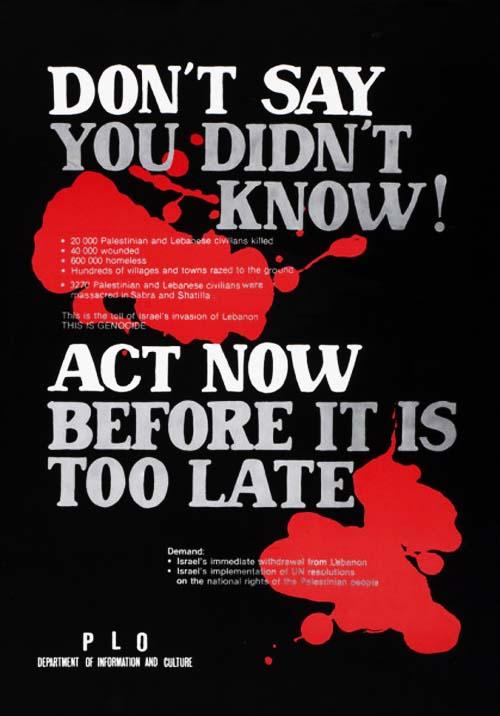 DON'T SAY
YOU DIDN'T
KNOW!
• 20 000 Palestinian and Lebanese civilians killed
• 40 000 wounded
• 600 000 homeless
• Hundreds of villages and towns razed to the ground
• 3270 Palestinian and Lebanese civilians were
massacred in Sabra and Shatilla.
This is the toll of Israel's invasion of Lebanon
THIS IS GENOCIDE
ACT NOW
BEFORE IT IS
TOO LATE
Demand:
• Israel's immediate withdrawal from Lebanon
• Israel's implementation of UN resolutions
on the national rights of the Palestinian people
PLO
DEPARTMENT OF INFORMATION AND CULTURE